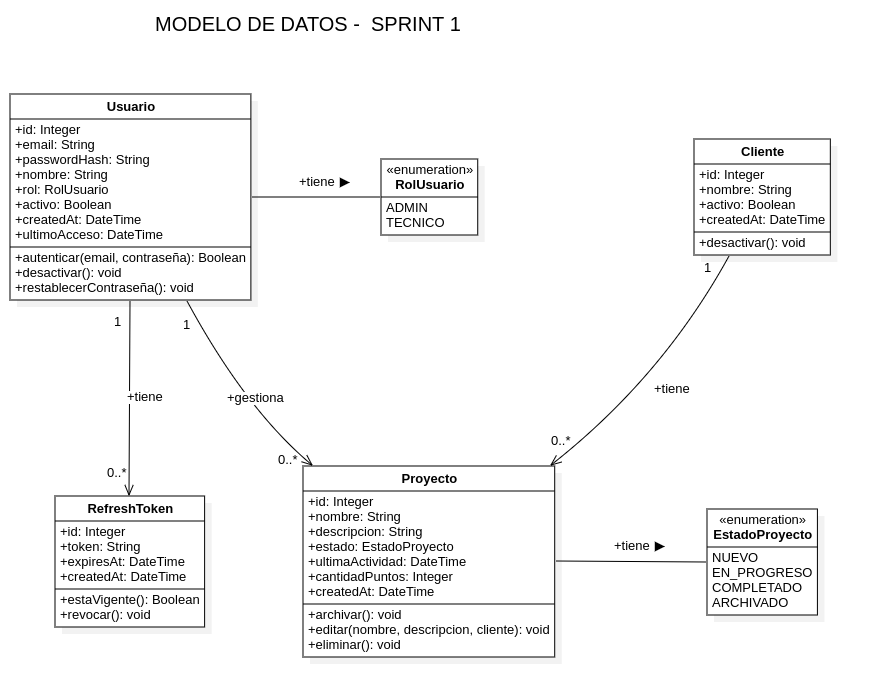 MODELO DE DATOS -  SPRINT 1
Usuario
+id: Integer
+email: String
+passwordHash: String
+nombre: String
+rol: RolUsuario
+activo: Boolean
+createdAt: DateTime
+ultimoAcceso: DateTime
+autenticar(email, contraseña): Boolean
+desactivar(): void
+restablecerContraseña(): void
+tiene ▶
«enumeration»
RolUsuario
ADMIN
TECNICO
Cliente
+id: Integer
+nombre: String
+activo: Boolean
+createdAt: DateTime
+desactivar(): void
1
+tiene
0..*
1
+gestiona
0..*
1
+tiene
0..*
RefreshToken
+id: Integer
+token: String
+expiresAt: DateTime
+createdAt: DateTime
+estaVigente(): Boolean
+revocar(): void
Proyecto
+id: Integer
+nombre: String
+descripcion: String
+estado: EstadoProyecto
+ultimaActividad: DateTime
+cantidadPuntos: Integer
+createdAt: DateTime
+archivar(): void
+editar(nombre, descripcion, cliente): void
+eliminar(): void
+tiene ▶
«enumeration»
EstadoProyecto
NUEVO
EN_PROGRESO
COMPLETADO
ARCHIVADO